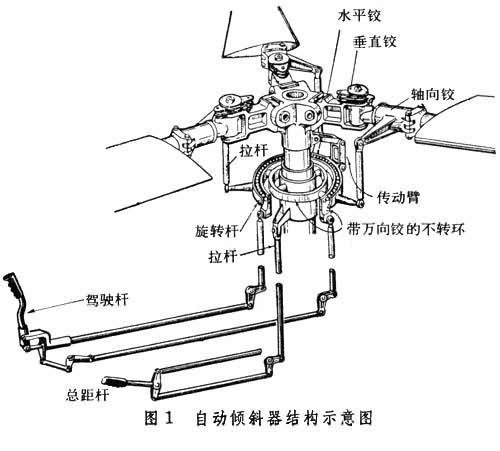 水平铰
垂直铰
轴向铰
拉杆
传动臂
旋转杆
带万向铰的不转环
拉杆
驾驶杆
总距杆
图1 自动倾斜器结构示意图